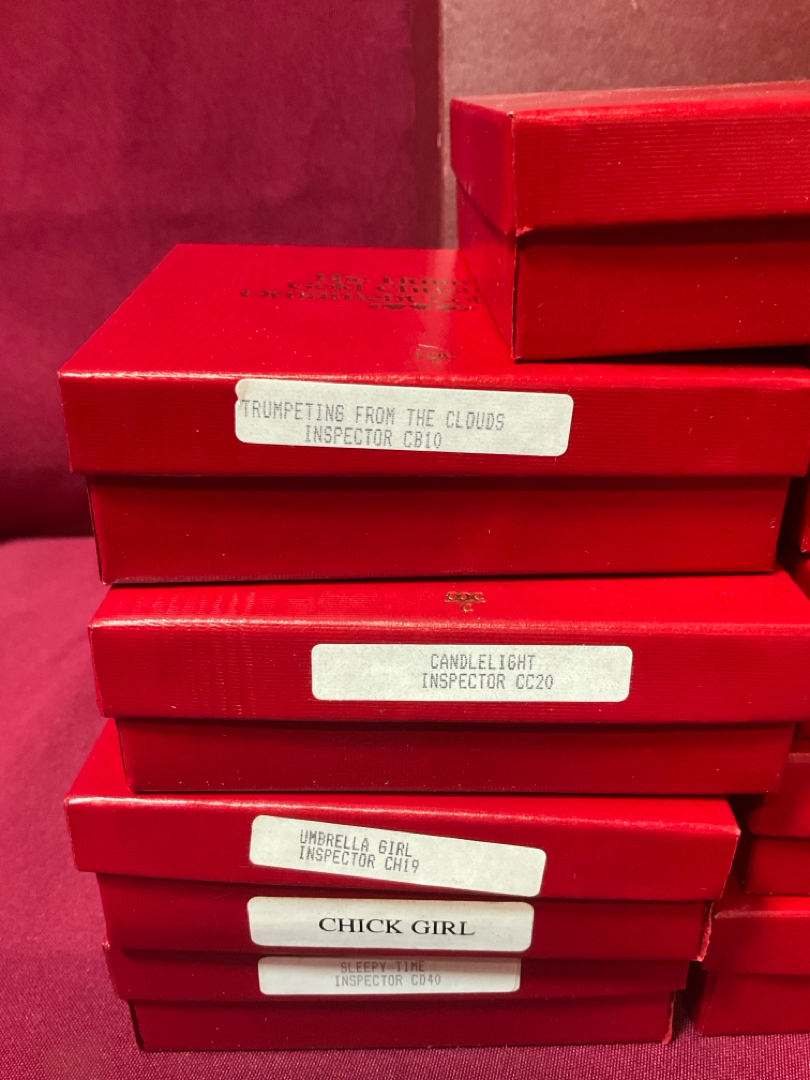 Ornament
TRUMPETING FROM THE CLOUDS
INSPECTOR CB10
CANDLELIGHT
INSPECTOR CC20
UMBRELLA GIRL
INSPECTOR CH19
CHICK GIRL
SLEEPY-TIME
INSPECTOR CD40